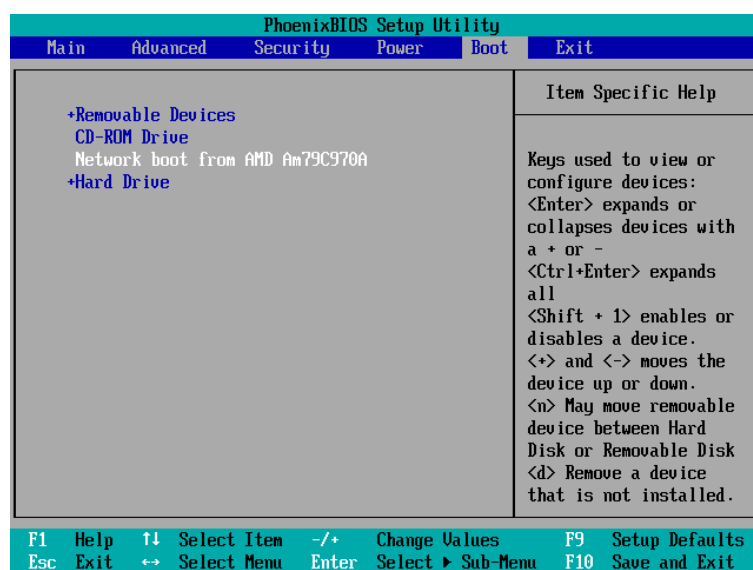 PhoenixBIOS Setup Utility
Main Advanced Security Power Boot Exit
+Removable Devices
CD-ROM Drive
Network boot from AMD Am79C970A
+Hard Drive
Item Specific Help
Keys used to view or
configure devices:
<Enter> expands or
collapses devices with
a + or -
<Ctrl+Enter> expands
all
<Shift + 1> enables or
disables a device.
<+> and <-> moves the
device up or down.
<n> May move removable
device between Hard
Disk or Removable Disk
<d> Remove a device
that is not installed.
F1 Help ↑↓ Select Item -/+ Change Values F9 Setup Defaults
Esc Exit ↔ Select Menu Enter Select ▶ Sub-Menu F10 Save and Exit